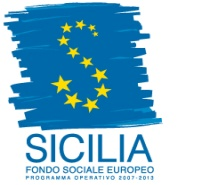 SICILIA
FONDO SOCIALE EUROPEO
PROGRAMMA OPERATIVO 2007-2013